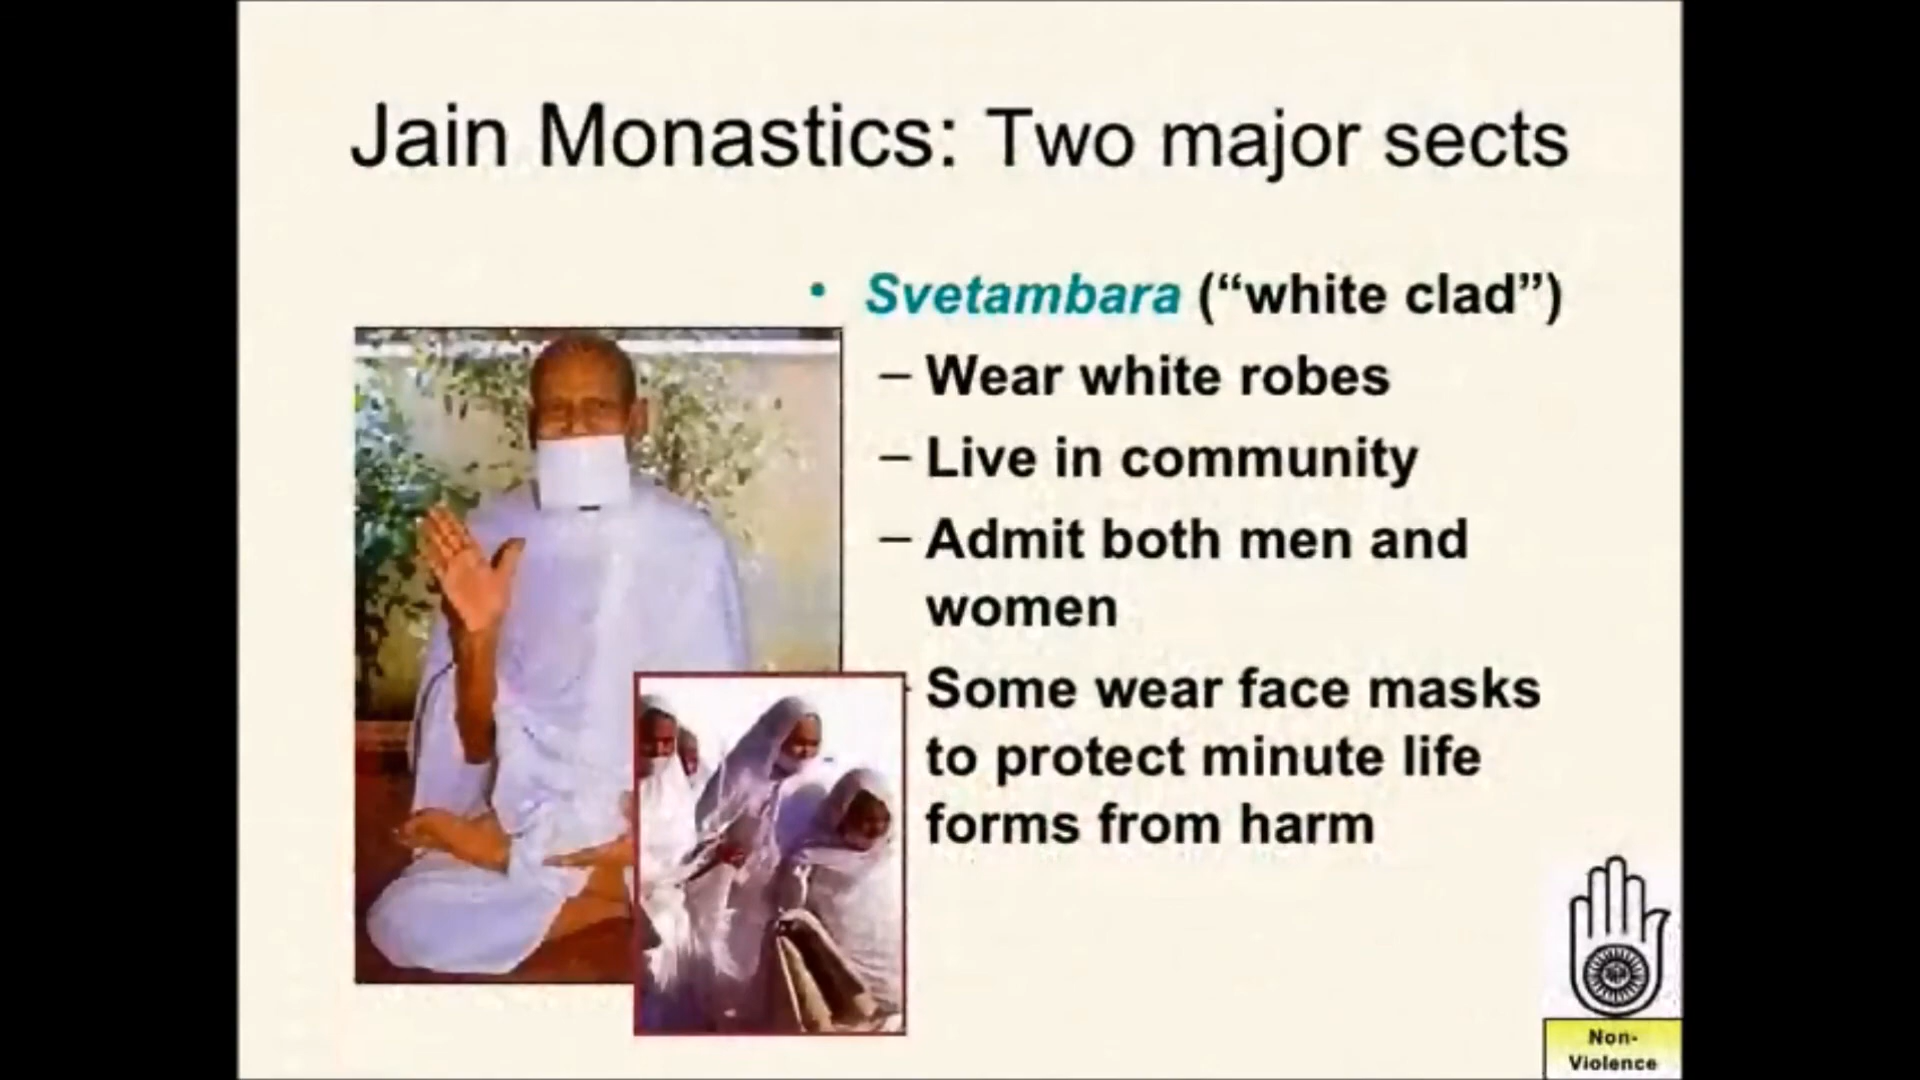 Jain Monastics: Two major sects
• Svetambara (“white clad”)
– Wear white robes
– Live in community
– Admit both men and
women
Some wear face masks
to protect minute life
forms from harm
Non-
Violence